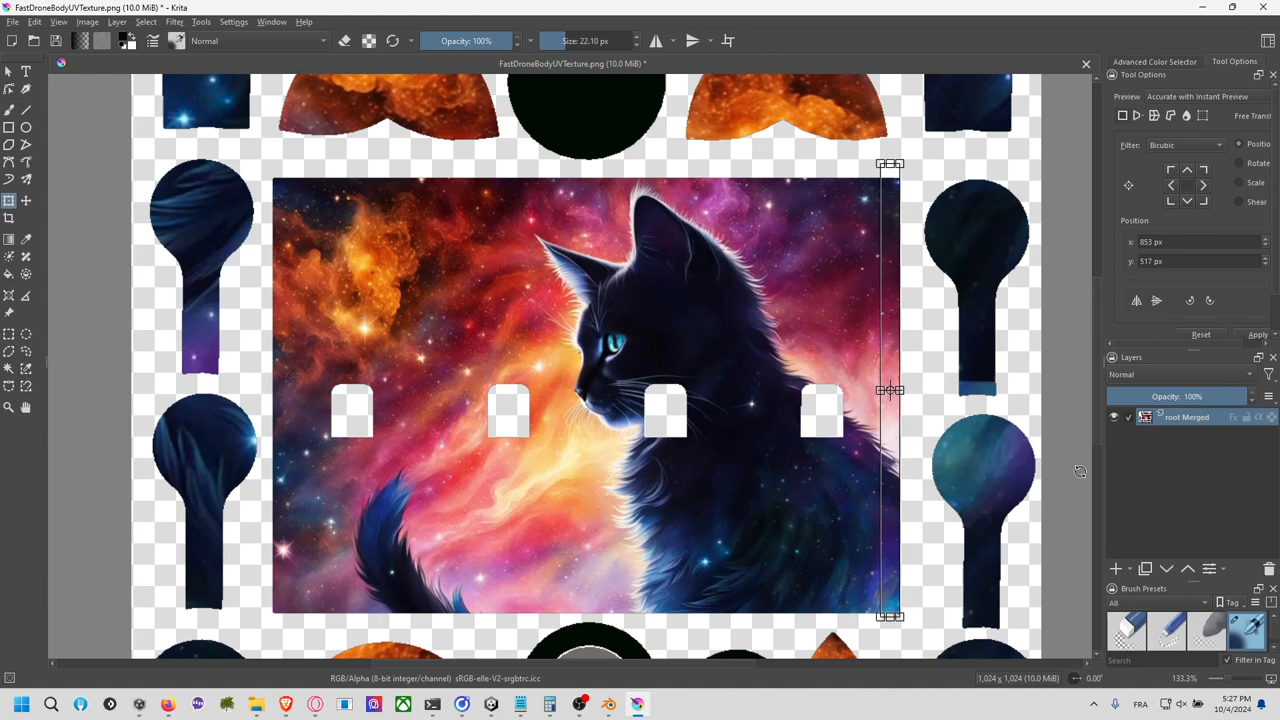 FastDroneBodyUVTexture.png (10.0 MiB) * - Krita
File Edit View Image Layer Select Filter Tools Settings Window Help
Normal Opacity: 100% Size: 22.10 px
FastDroneBodyUVTexture.png (10.0 MiB) *
Advanced Color Selector Tool Options
Tool Options
Preview Accurate with Instant Preview
Free Transf
Filter: Bicubic Positio
Rotate
Scale
Shear
Position
x: 853 px
y: 517 px
Reset Apply
Layers
Normal
Opacity: 100%
root Merged
Brush Presets
All Tag
Search Filter in Tag
RGB/Alpha (8-bit integer/channel) sRGB-elle-V2-srgbtrc.icc 1,024 x 1,024 (10.0 MiB) 0.00° 133.3%
FR 5:27 PM
10/4/2024